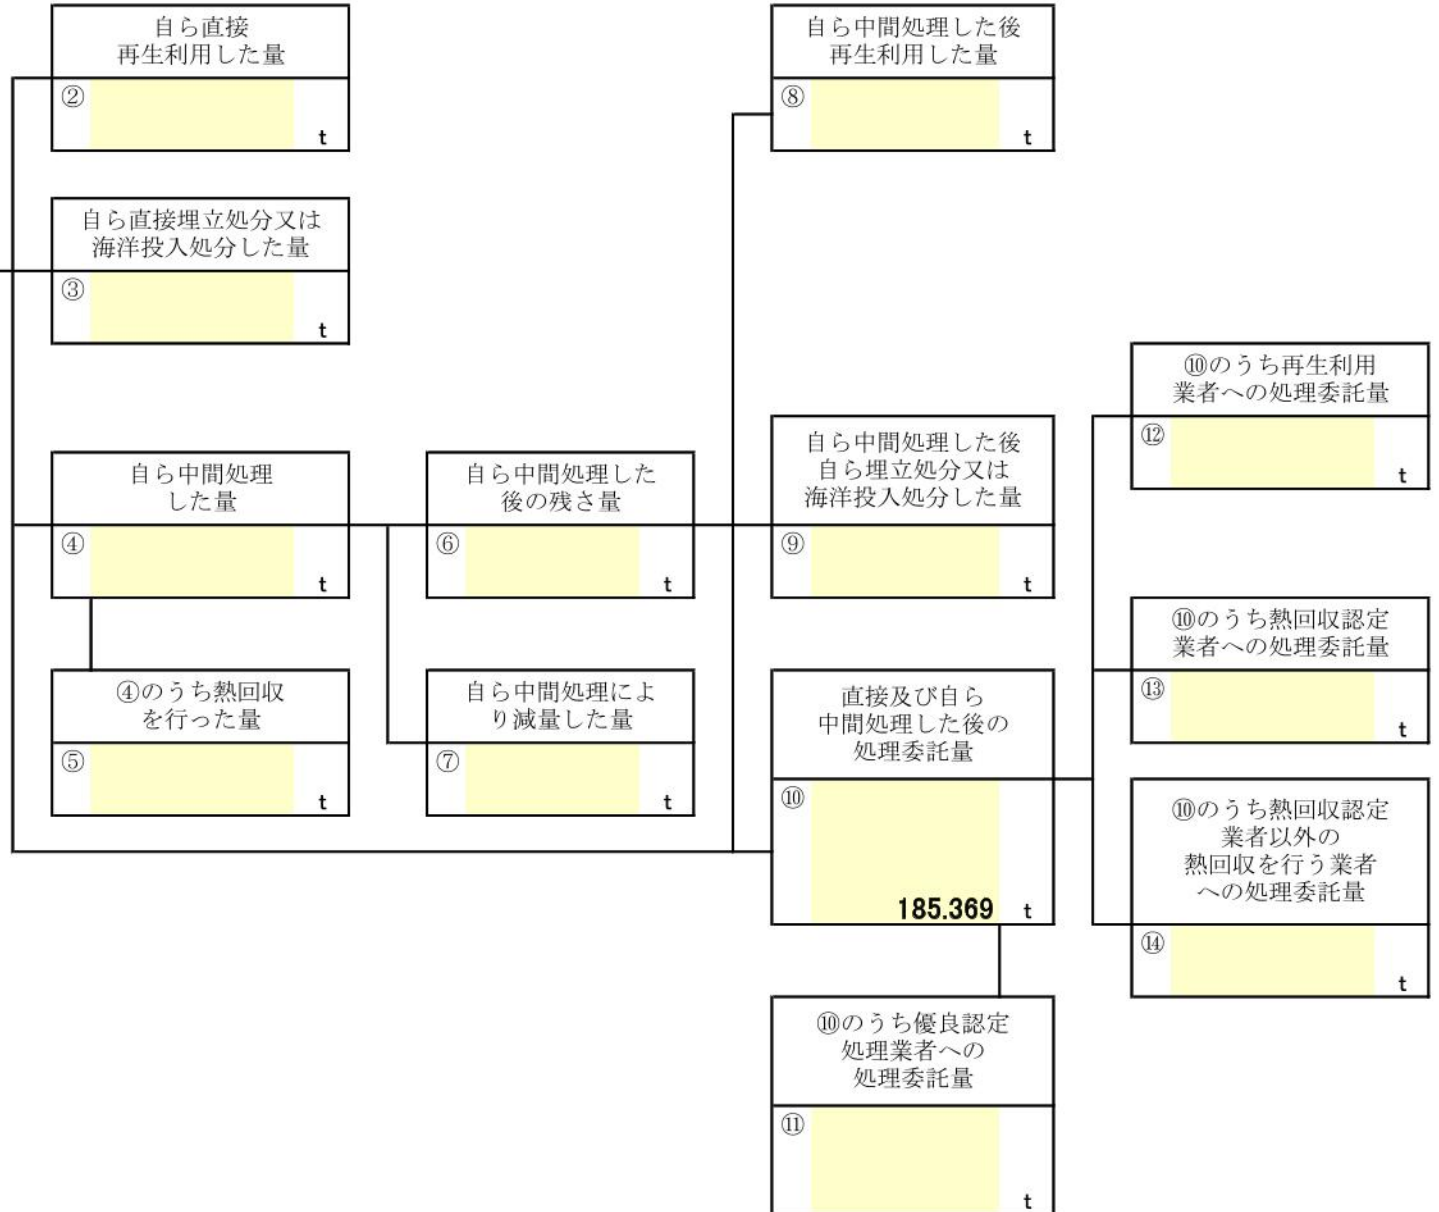 自ら直接
再生利用した量
②
t
自ら直接埋立処分又は
海洋投入処分した量
③
t
自ら中間処理
した量
④
t
④のうち熱回収
を行った量
⑤
t
自ら中間処理した
後の残さ量
⑥
t
自ら中間処理によ
り減量した量
⑦
t
自ら中間処理した後
再生利用した量
⑧
t
自ら中間処理した後
自ら埋立処分又は
海洋投入処分した量
⑨
t
直接及び自ら
中間処理した後の
処理委託量
⑩
185.369 t
⑩のうち優良認定
処理業者への
処理委託量
⑪
t
⑩のうち再生利用
業者への処理委託量
⑫
t
⑩のうち熱回収認定
業者への処理委託量
⑬
t
⑩のうち熱回収認定
業者以外の
熱回収を行う業者
への処理委託量
⑭
t